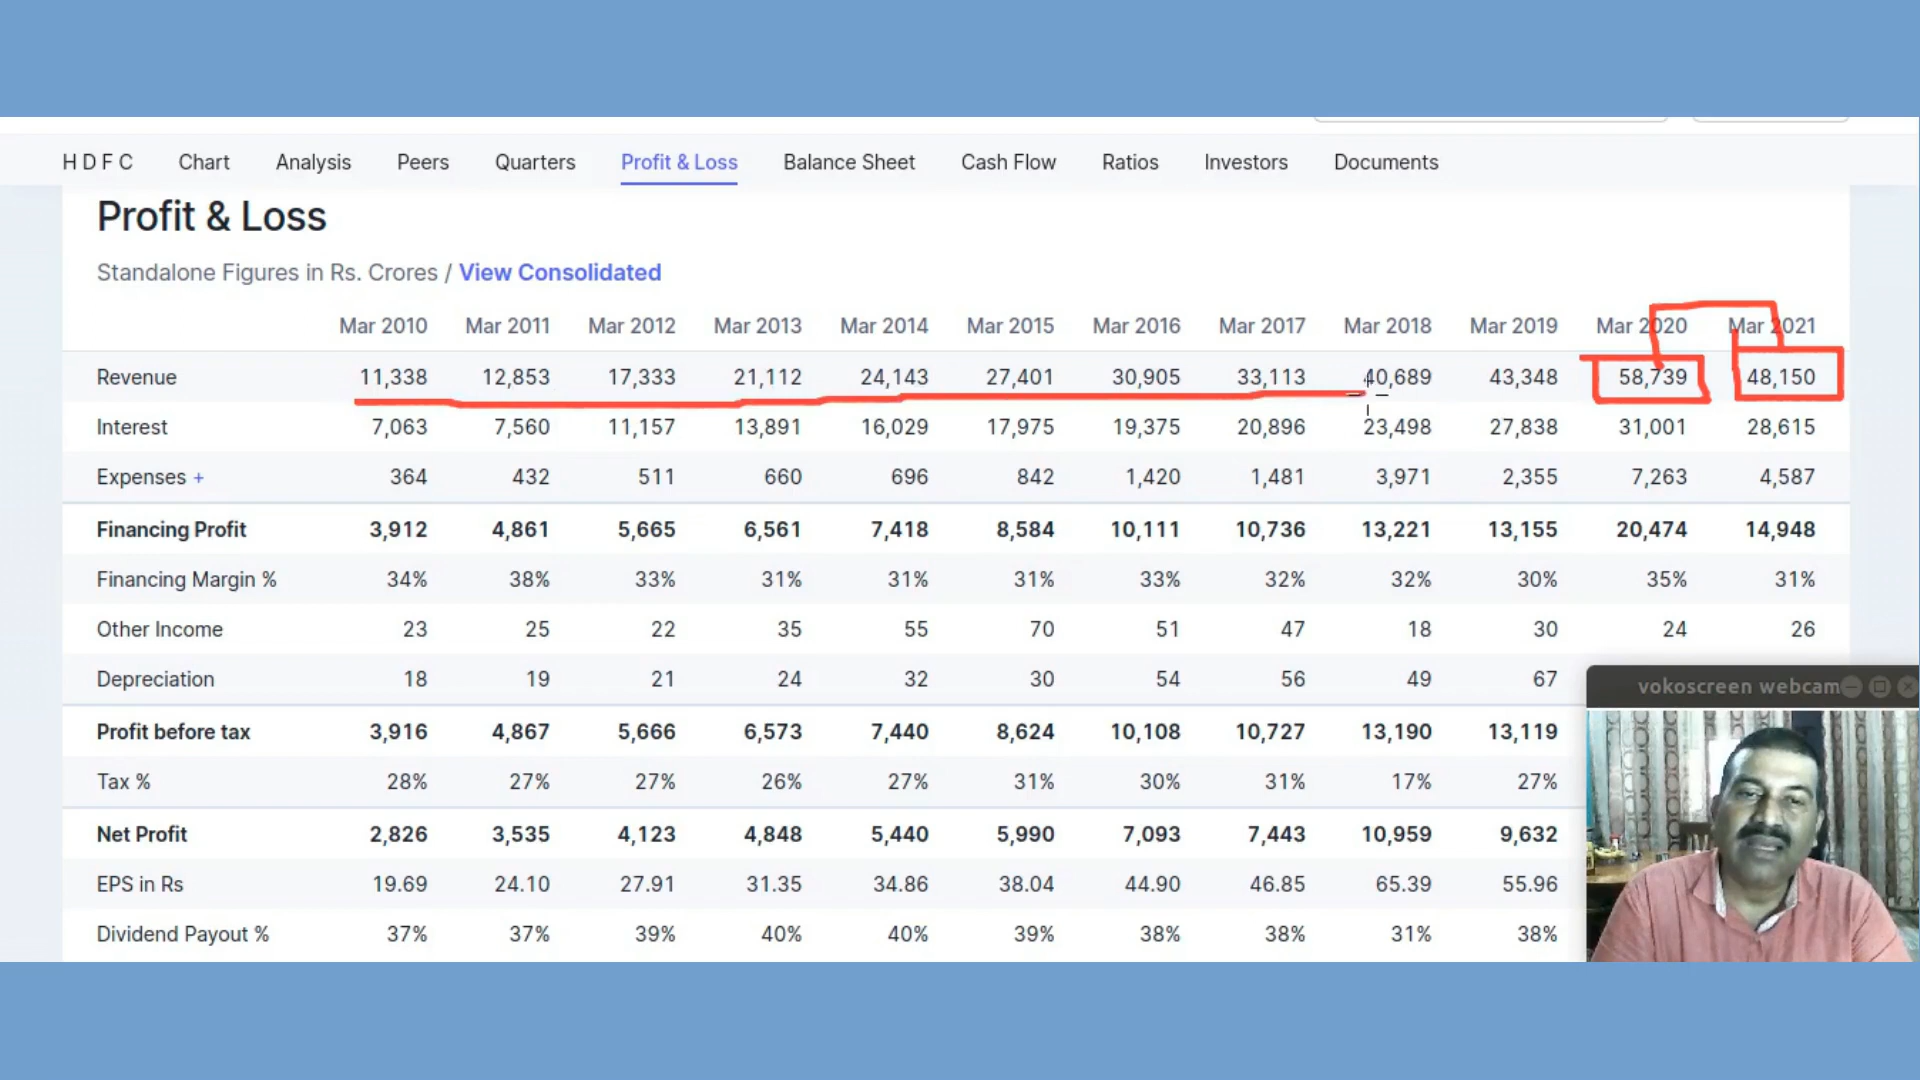 H D F C Chart Analysis Peers Quarters Profit & Loss Balance Sheet Cash Flow Ratios Investors Documents
Profit & Loss
Standalone Figures in Rs. Crores / View Consolidated
Mar 2010 Mar 2011 Mar 2012 Mar 2013 Mar 2014 Mar 2015 Mar 2016 Mar 2017 Mar 2018 Mar 2019 Mar 2020 Mar 2021
Revenue 11,338 12,853 17,333 21,112 24,143 27,401 30,905 33,113 40,689 43,348 58,739 48,150
Interest 7,063 7,560 11,157 13,891 16,029 17,975 19,375 20,896 23,498 27,838 31,001 28,615
Expenses + 364 432 511 660 696 842 1,420 1,481 3,971 2,355 7,263 4,587
Financing Profit 3,912 4,861 5,665 6,561 7,418 8,584 10,111 10,736 13,221 13,155 20,474 14,948
Financing Margin % 34% 38% 33% 31% 31% 31% 33% 32% 32% 30% 35% 31%
Other Income 23 25 22 35 55 70 51 47 18 30 24 26
Depreciation 18 19 21 24 32 30 54 56 49 67
vokoscreen webcam
Profit before tax 3,916 4,867 5,666 6,573 7,440 8,624 10,108 10,727 13,190 13,119
Tax % 28% 27% 27% 26% 27% 31% 30% 31% 17% 27%
Net Profit 2,826 3,535 4,123 4,848 5,440 5,990 7,093 7,443 10,959 9,632
EPS in Rs 19.69 24.10 27.91 31.35 34.86 38.04 44.90 46.85 65.39 55.96
Dividend Payout % 37% 37% 39% 40% 40% 39% 38% 38% 31% 38%